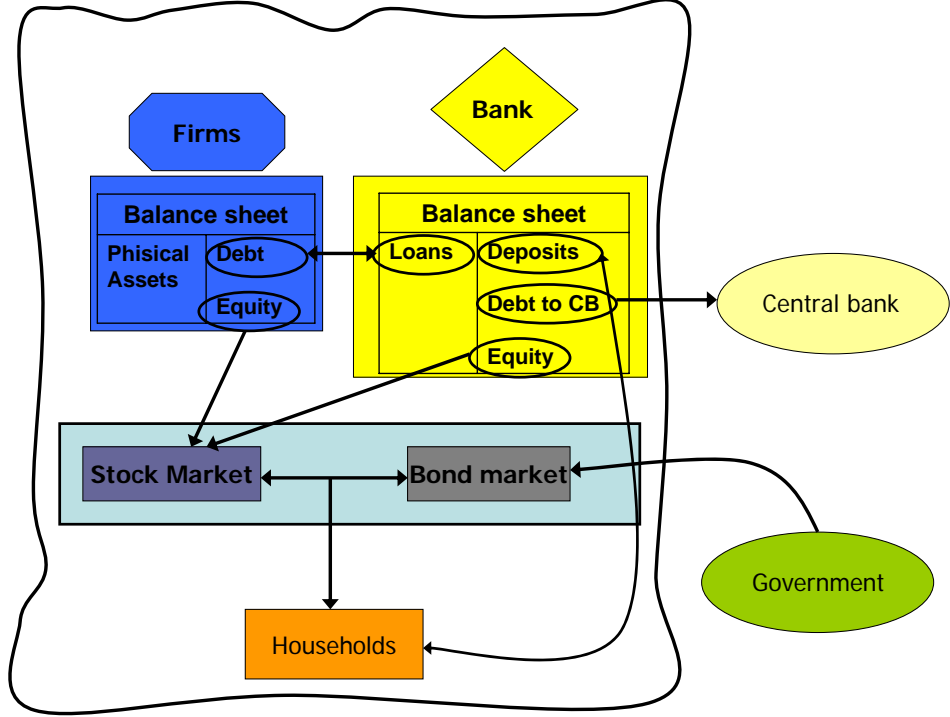 Bank
Firms
Balance sheet
Phisical
Assets
Debt
Equity
Balance sheet
Loans
Deposits
Debt to CB
Equity
Central bank
Stock Market
Bond market
Government
Households